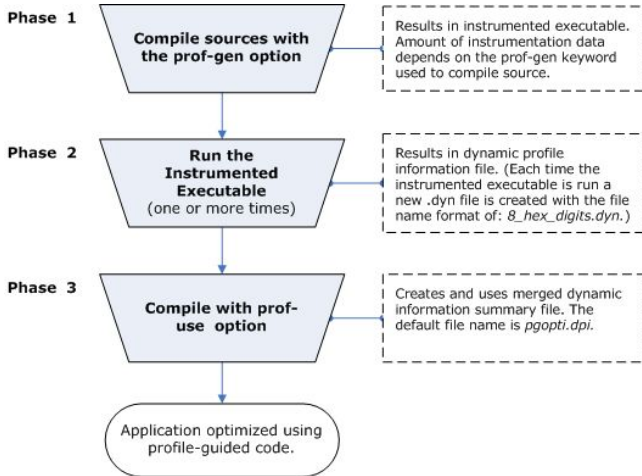 Phase 1
Compile sources with
the prof-gen option
Results in instrumented executable.
Amount of instrumentation data
depends on the prof-gen keyword
used to compile source.
Phase 2
Run the
Instrumented
Executable
(one or more times)
Results in dynamic profile
information file. (Each time the
instrumented executable is run a
new .dyn file is created with the file
name format of: 8_hex_digits.dyn.)
Phase 3
Compile with prof-
use option
Creates and uses merged dynamic
information summary file. The
default file name is pgopti.dpi.
Application optimized using
profile-guided code.